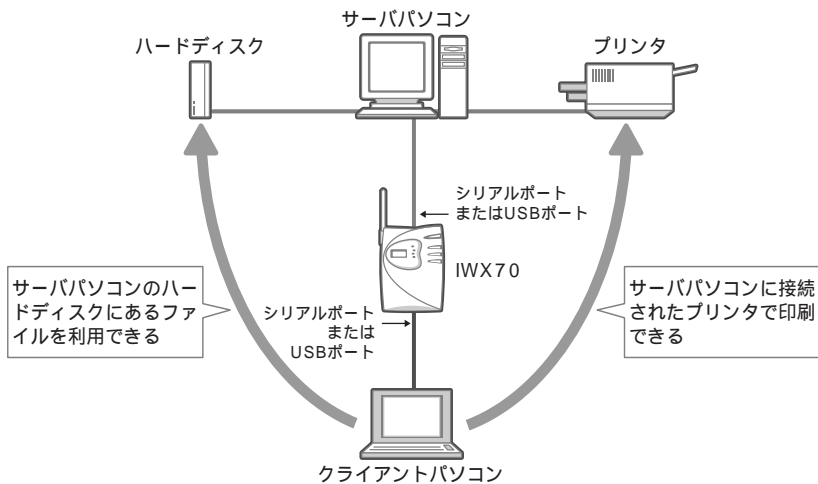 サーバパソコン
ハードディスク
プリンタ
シリアルポート
またはUSBポート
IWX70
サーバパソコンのハー
ドディスクにあるファ
イルを利用できる
シリアルポート
または
USBポート
サーバパソコンに接続
されたプリンタで印刷
できる
クライアントパソコン